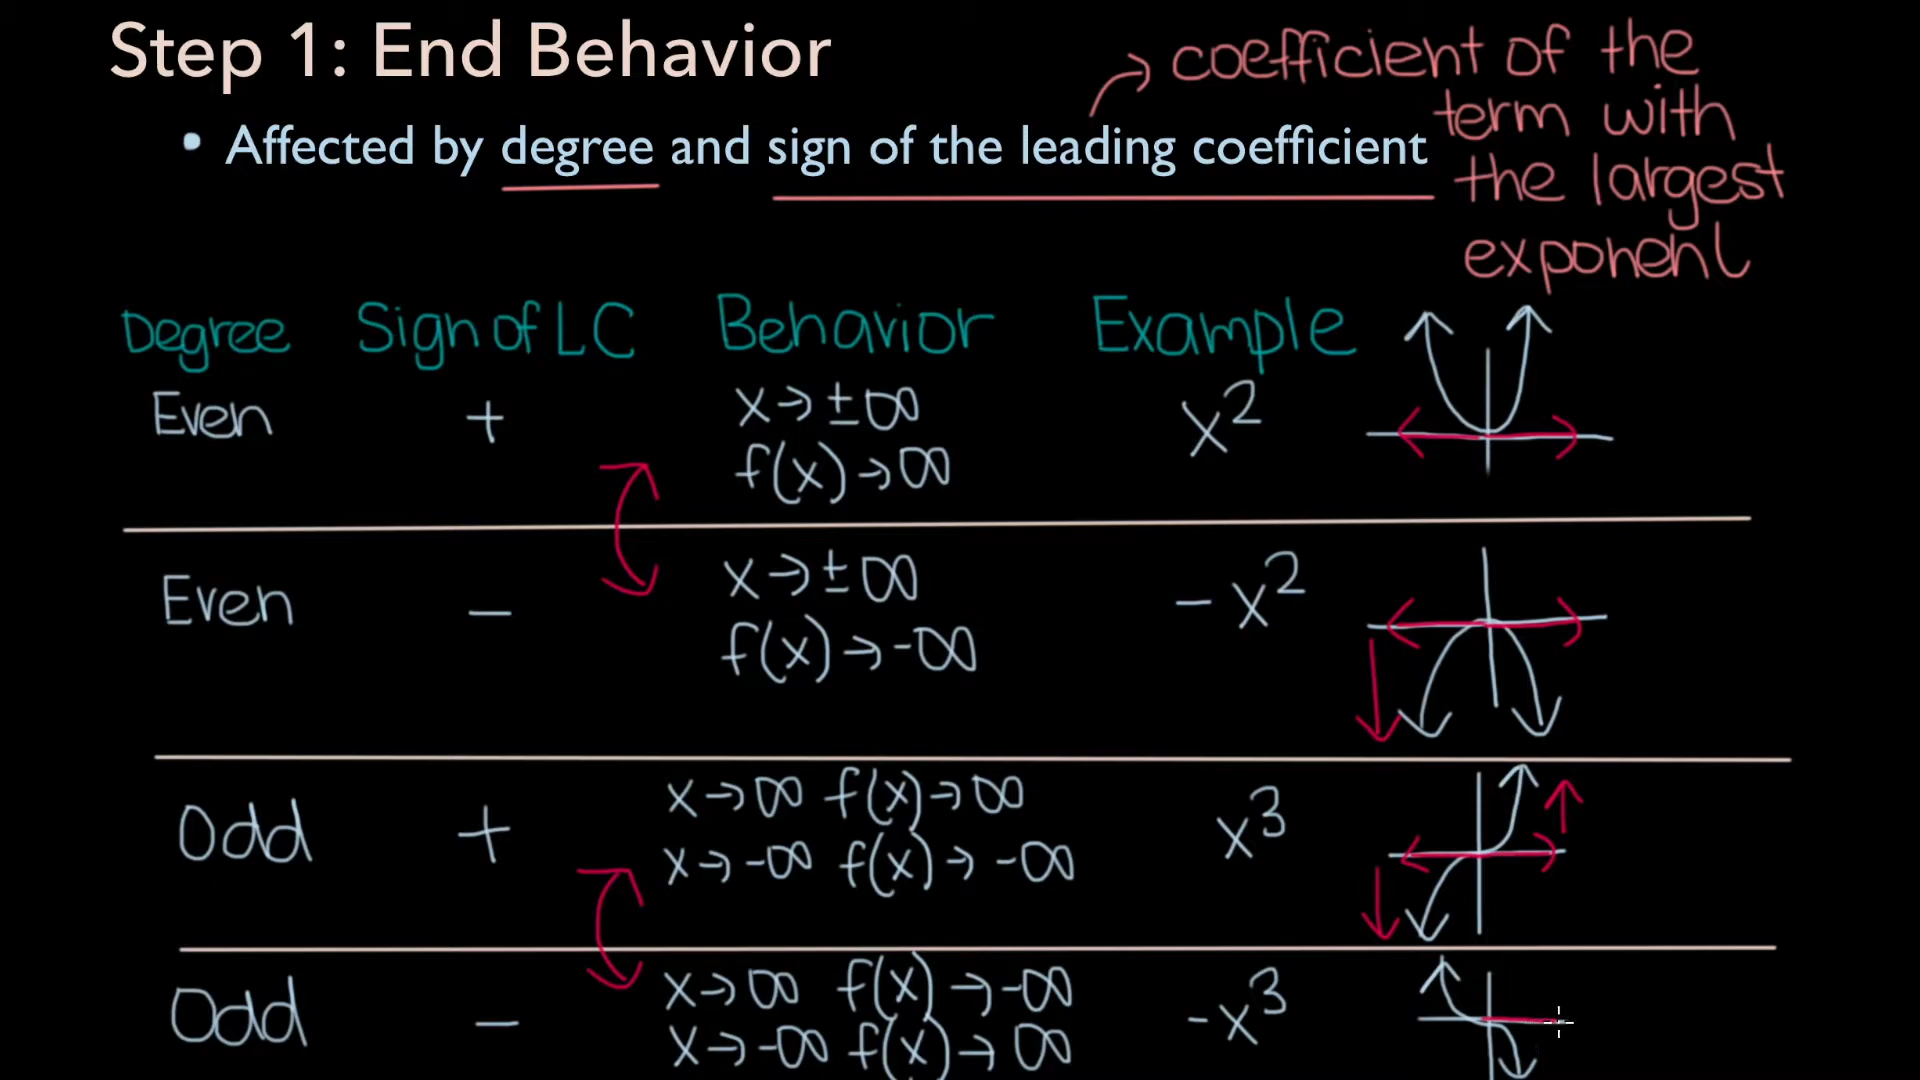 Step 1: End Behavior
coefficient of the
term with
the largest
exponent
• Affected by degree and sign of the leading coefficient
Degree Sign of LC Behavior Example
Even + x→±∞ x²
f(x)→∞
Even − x→±∞ -x²
f(x)→-∞
Odd + x→∞ f(x)→∞ x³
x→-∞ f(x)→-∞
Odd − x→∞ f(x)→-∞ -x³
x→-∞ f(x)→∞